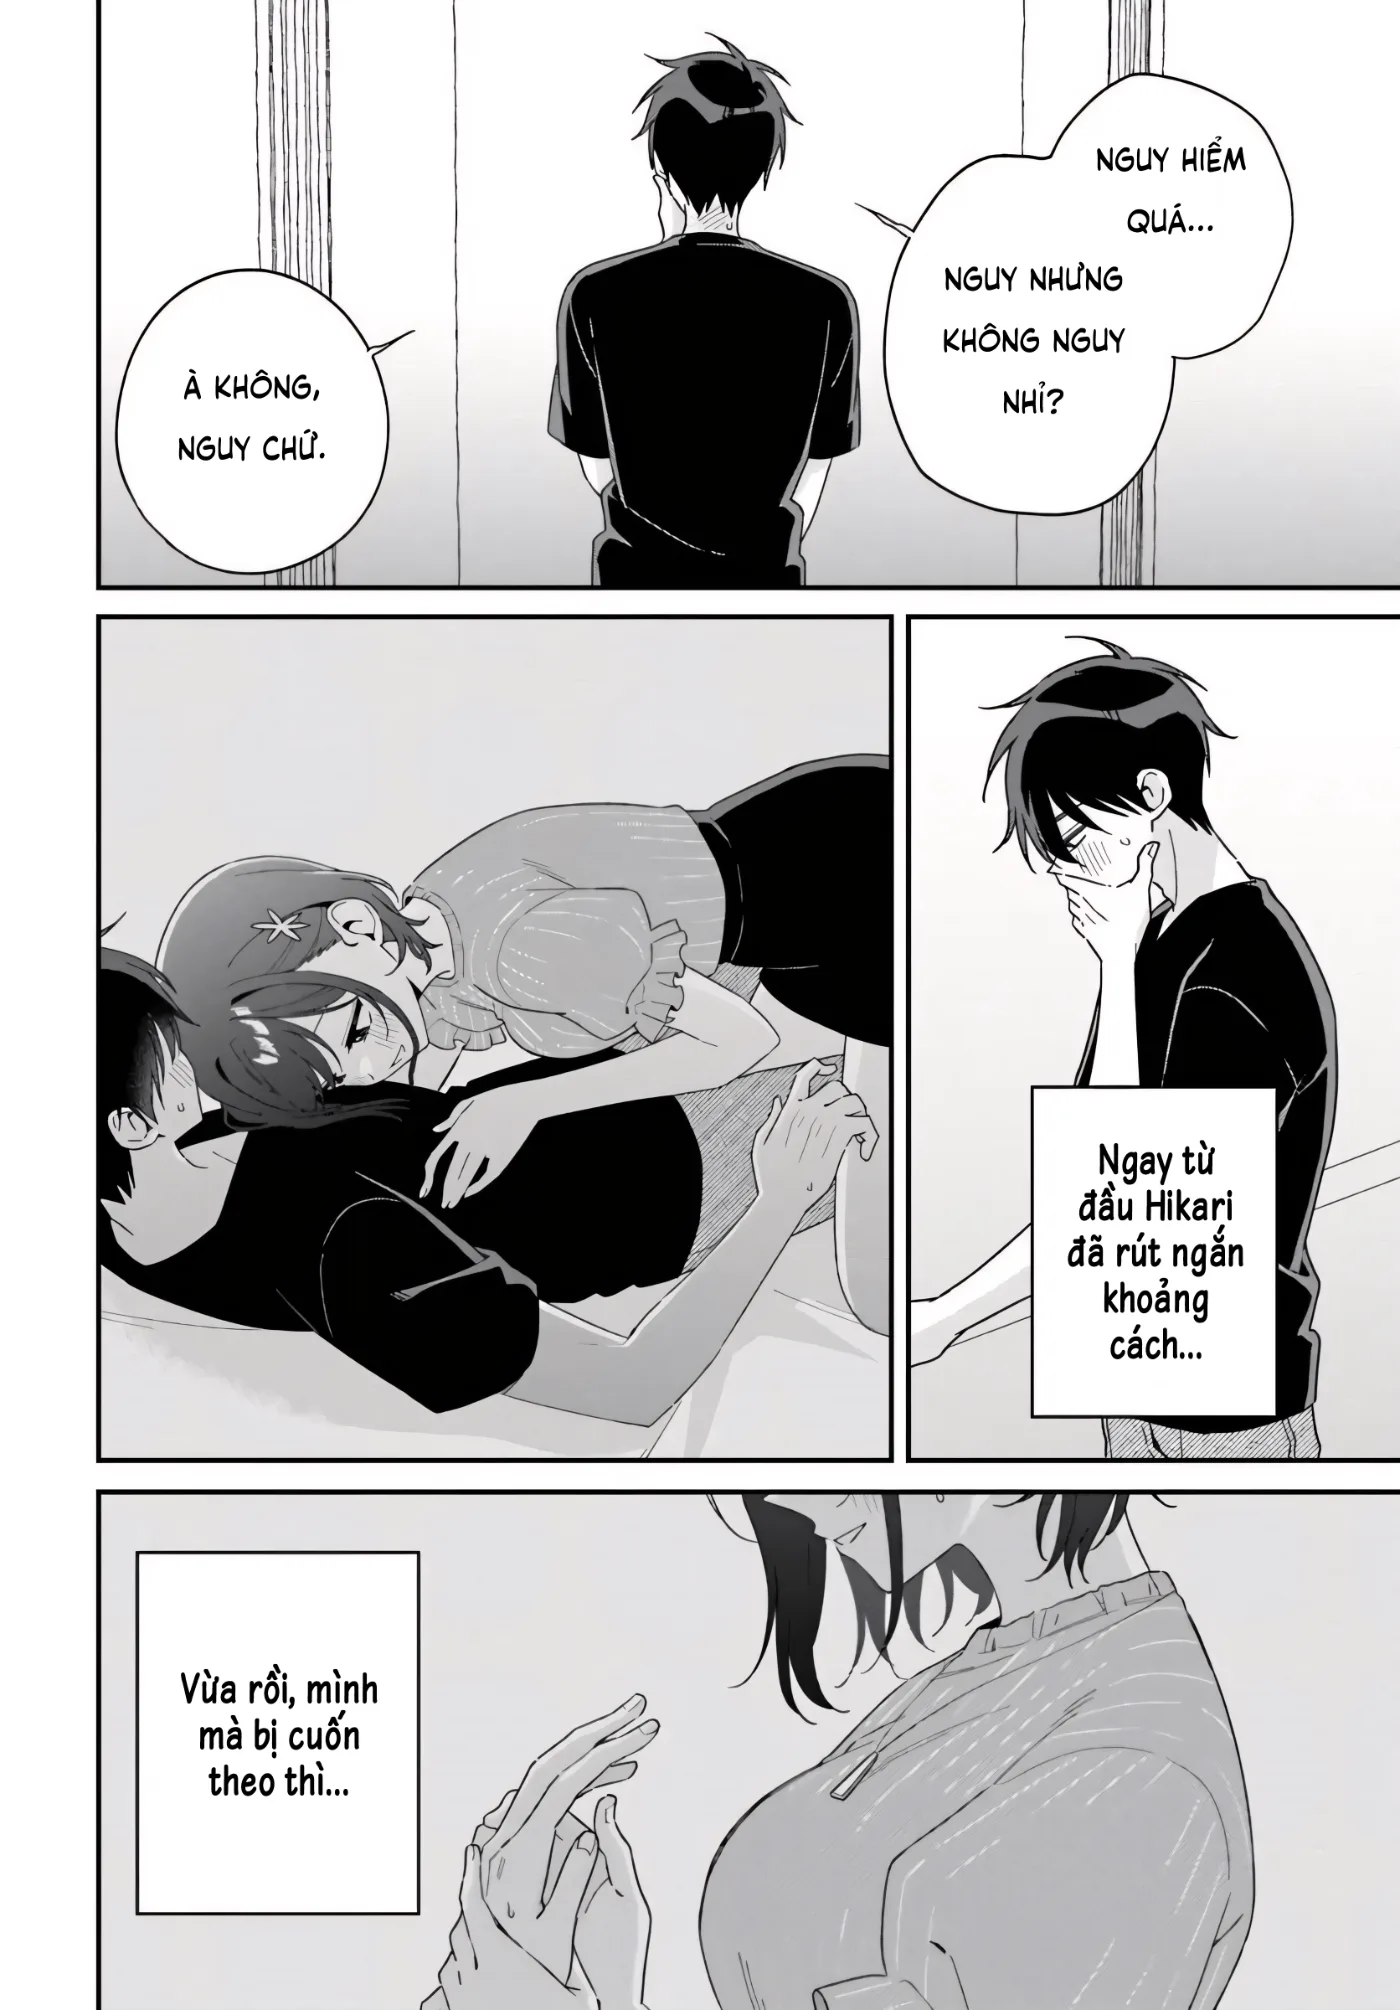 NGUY HIỂM
QUÁ...
NGUY NHƯNG
KHÔNG NGUY
NHỈ?
À KHÔNG,
NGUY CHỨ.
Ngay từ
đầu Hikari
đã rút ngắn
khoảng
cách...
Vừa rồi, mình
mà bị cuốn
theo thì...